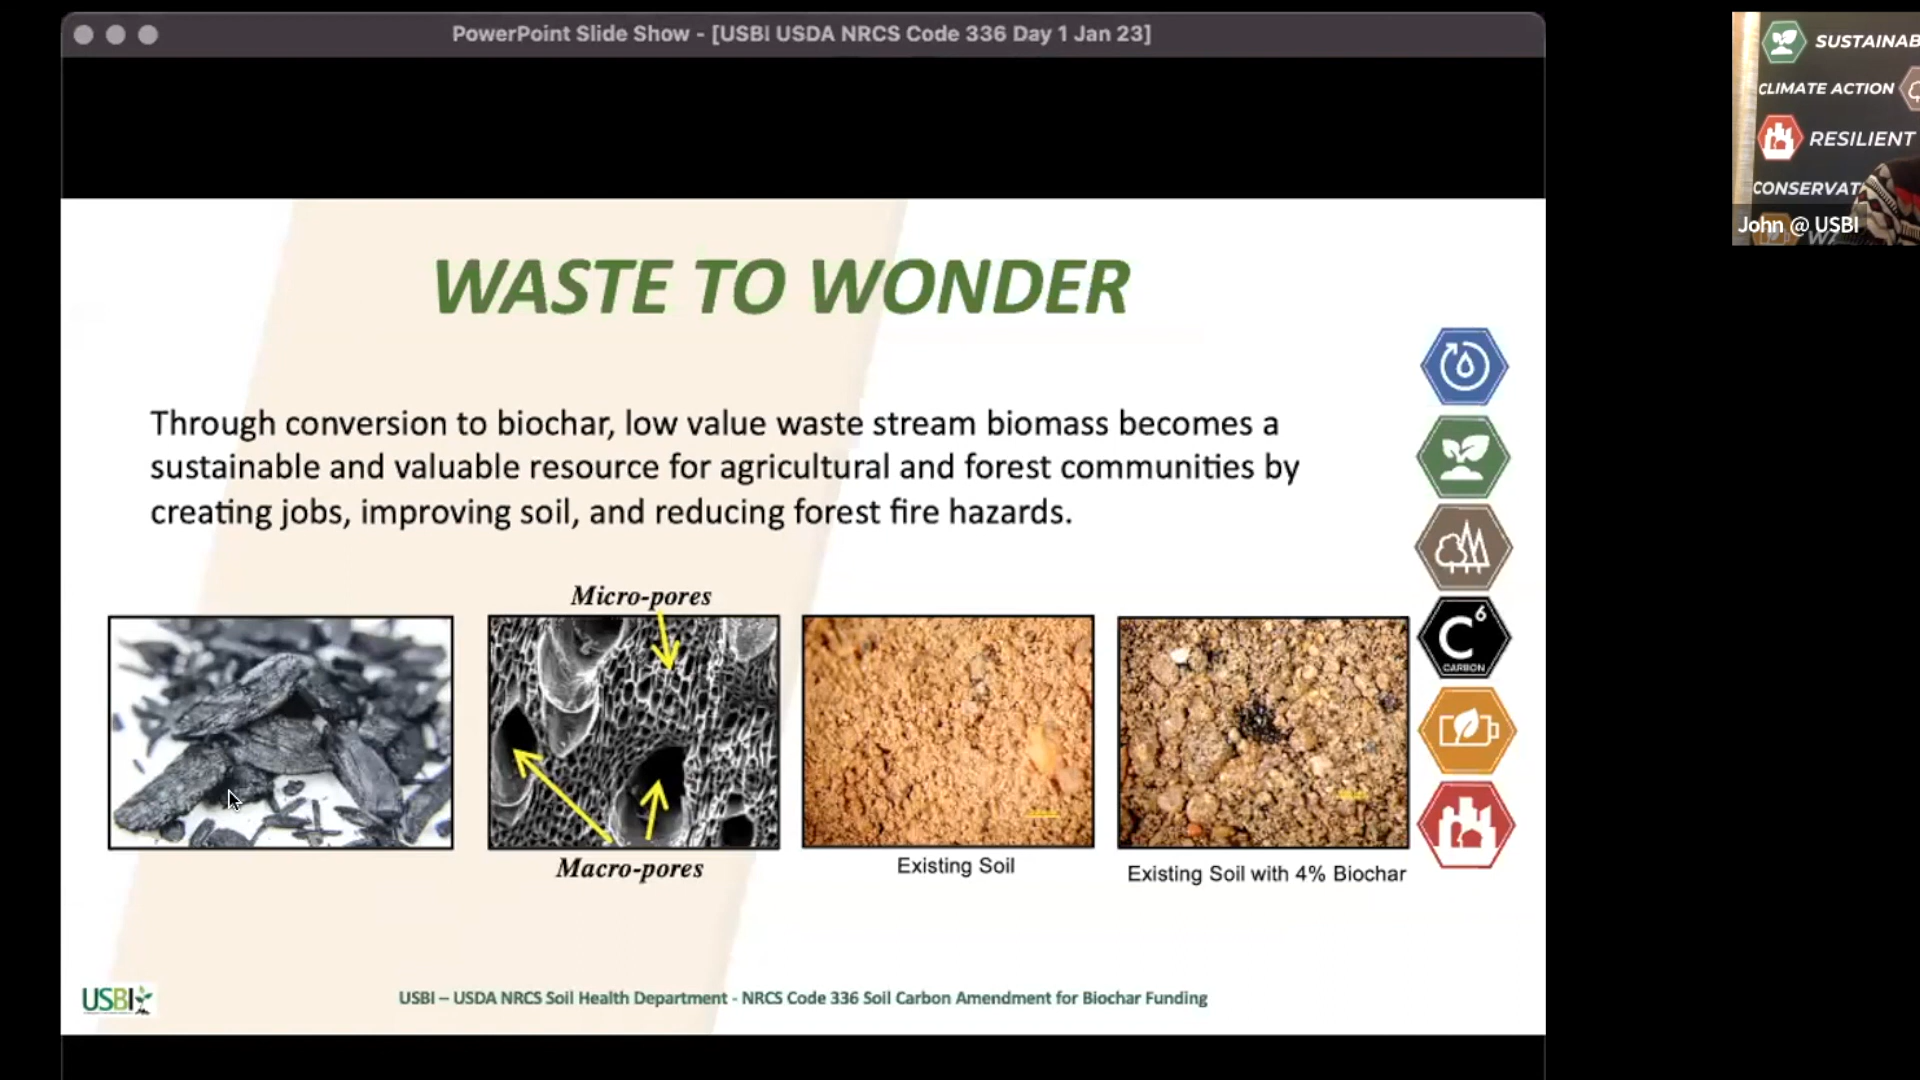 PowerPoint Slide Show - [USBI USDA NRCS Code 336 Day 1 Jan 23]
SUSTAINAB
CLIMATE ACTION
RESILIENT
CONSERVAT
John @ USBI
WASTE TO WONDER
Through conversion to biochar, low value waste stream biomass becomes a
sustainable and valuable resource for agricultural and forest communities by
creating jobs, improving soil, and reducing forest fire hazards.
Micro-pores
Macro-pores
Existing Soil
Existing Soil with 4% Biochar
C 6
CARBON
USBI
USBI – USDA NRCS Soil Health Department - NRCS Code 336 Soil Carbon Amendment for Biochar Funding